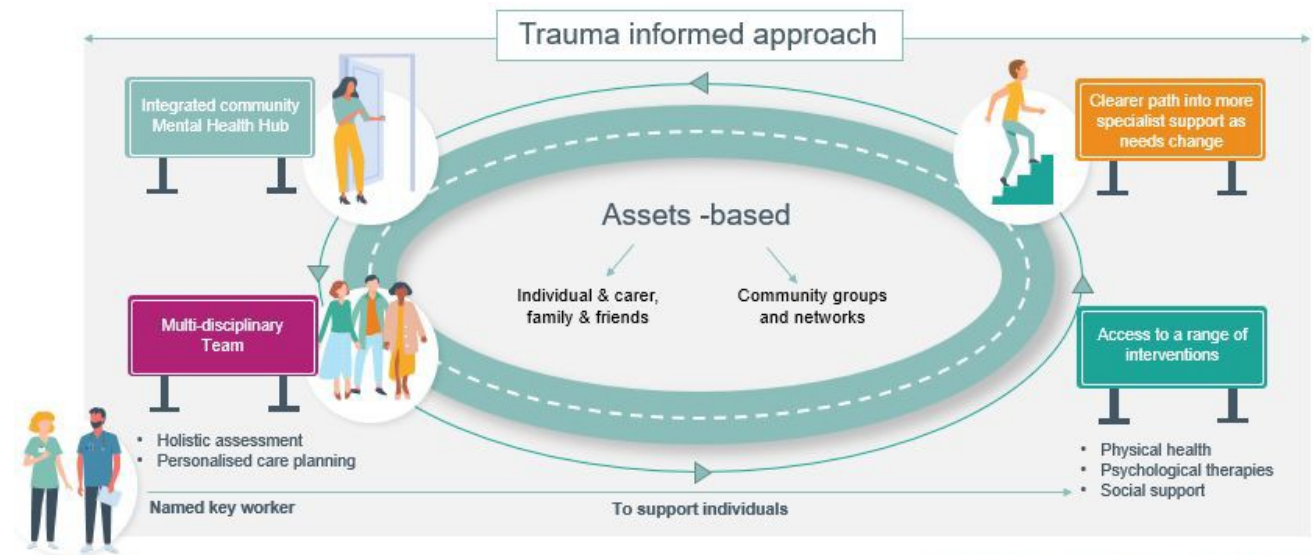 Trauma informed approach
Integrated community
Mental Health Hub
Clearer path into more
specialist support as
needs change
Assets -based
Individual & carer,
family & friends
Community groups
and networks
Multi-disciplinary
Team
Access to a range of
interventions
• Holistic assessment
• Personalised care planning
• Physical health
• Psychological therapies
• Social support
Named key worker
To support individuals